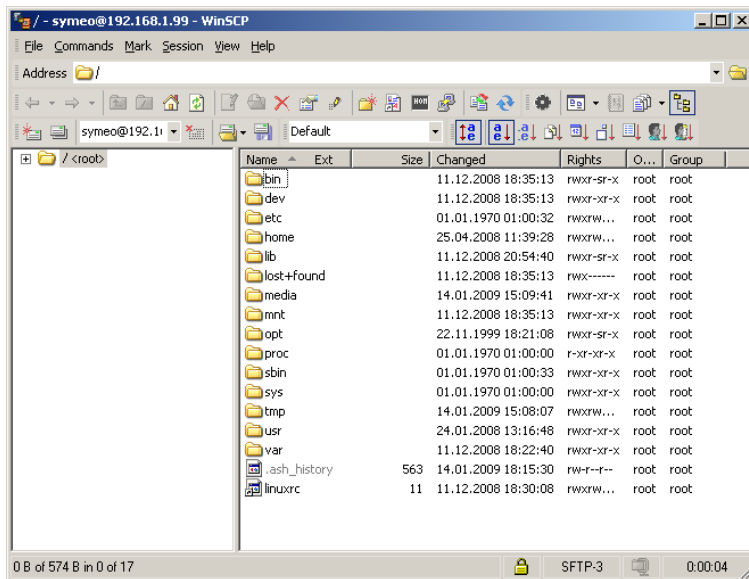 / - symeo@192.168.1.99 - WinSCP
File Commands Mark Session View Help
Address /
symeo@192.1 Default
/ <root>
Name Ext Size Changed Rights O... Group
bin 11.12.2008 18:35:13 rwxr-sr-x root root
dev 11.12.2008 18:35:13 rwxr-xr-x root root
etc 01.01.1970 01:00:32 rwxrw... root root
home 25.04.2008 11:39:28 rwxrw... root root
lib 11.12.2008 20:54:40 rwxr-sr-x root root
lost+found 11.12.2008 18:35:13 rwx------ root root
media 14.01.2009 15:09:41 rwxr-xr-x root root
mnt 11.12.2008 18:35:13 rwxr-xr-x root root
opt 22.11.1999 18:21:08 rwxr-sr-x root root
proc 01.01.1970 01:00:00 r-xr-xr-x root root
sbin 01.01.1970 01:00:33 rwxr-xr-x root root
sys 01.01.1970 01:00:00 rwxr-xr-x root root
tmp 14.01.2009 15:08:07 rwxrw... root root
usr 24.01.2008 13:16:48 rwxr-xr-x root root
var 11.12.2008 18:22:40 rwxr-xr-x root root
.ash_history 563 14.01.2009 18:15:30 rw-r--r-- root root
linuxrc 11 11.12.2008 18:30:08 rwxrw... root root
0 B of 574 B in 0 of 17 SFTP-3 0:00:04